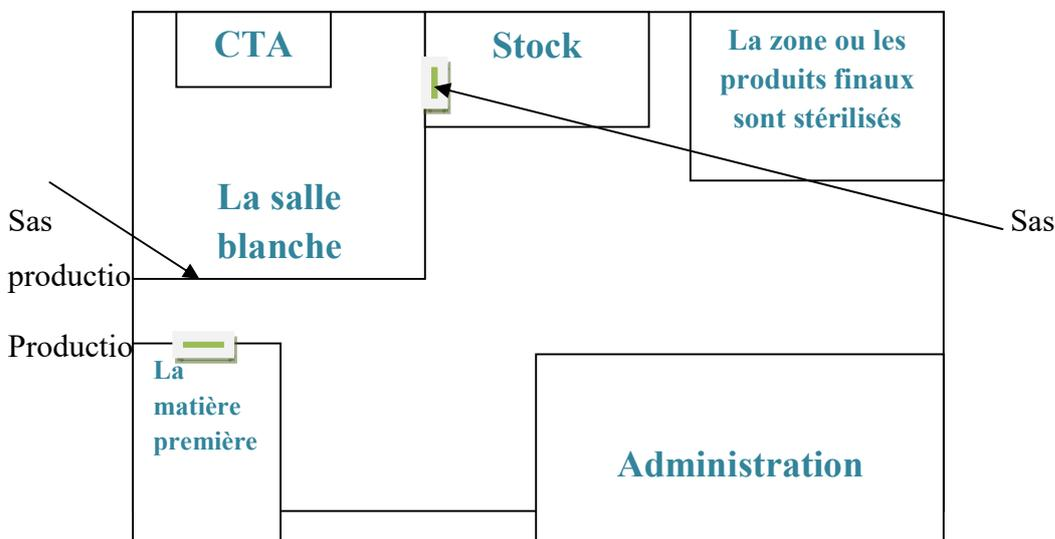 CTA
Stock
La zone ou les
produits finaux
sont stérilisés
La salle
blanche
Sas
productio
Sas
Productio
La
matière
première
Administration